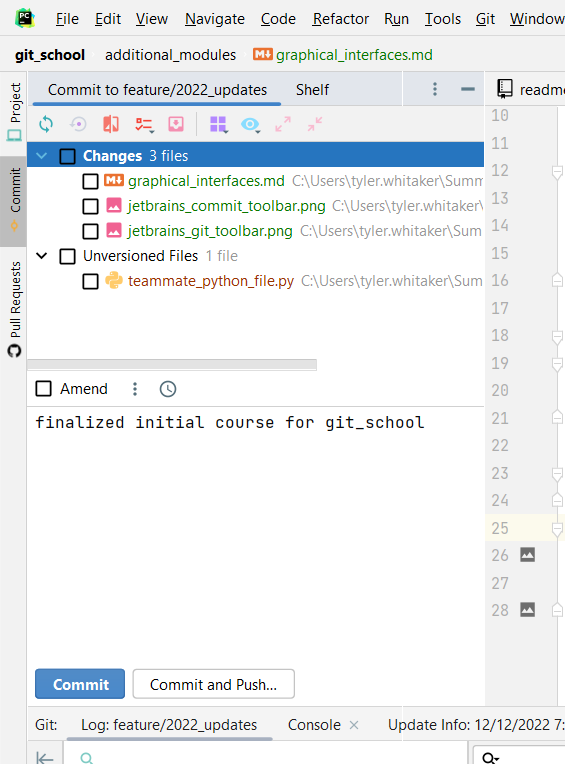 PC File Edit View Navigate Code Refactor Run Tools Git Window
git_school additional_modules M↓ graphical_interfaces.md
Project
Commit
Pull Requests
Commit to feature/2022_updates Shelf
Changes 3 files
M↓ graphical_interfaces.md C:\Users\tyler.whitaker\Summ
jetbrains_commit_toolbar.png C:\Users\tyler.whitaker\
jetbrains_git_toolbar.png C:\Users\tyler.whitaker\Sum
Unversioned Files 1 file
teammate_python_file.py C:\Users\tyler.whitaker\Sum
Amend
finalized initial course for git_school
Commit Commit and Push...
readme
10
11
12
13
14
15
16
17
18
19
20
21
22
23
24
25
26
27
28
Git: Log: feature/2022_updates Console Update Info: 12/12/2022 7: